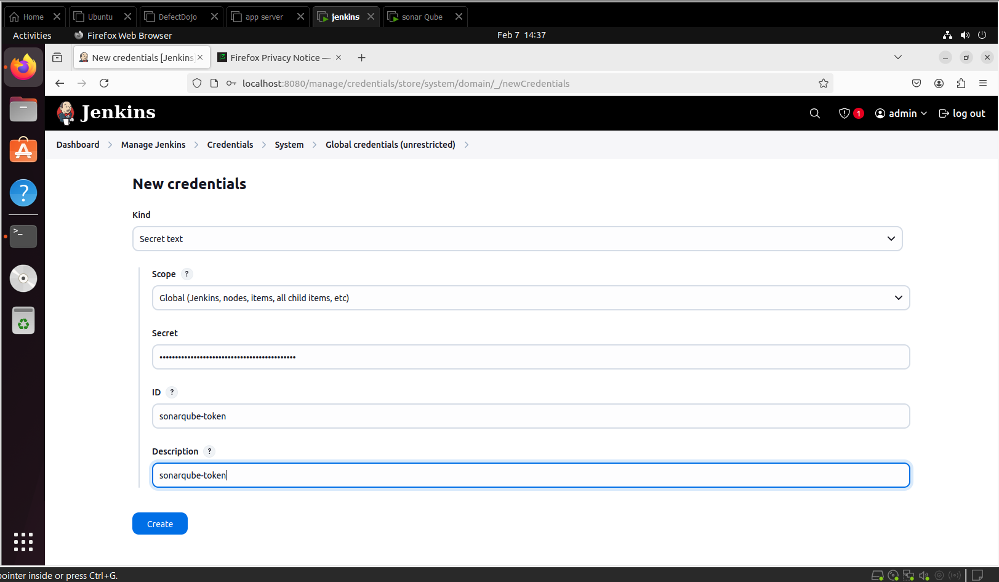 Home
Ubuntu
DefectDojo
app server
jenkins
sonar Qube
Activities
Firefox Web Browser
Feb 7 14:37
New credentials [Jenkins]
Firefox Privacy Notice —
localhost:8080/manage/credentials/store/system/domain/_/newCredentials
Jenkins
1
admin
log out
Dashboard
Manage Jenkins
Credentials
System
Global credentials (unrestricted)
New credentials
Kind
Secret text
Scope ?
Global (Jenkins, nodes, items, all child items, etc)
Secret
••••••••••••••••••••••••••••••••••••••••••••
ID ?
sonarqube-token
Description ?
sonarqube-token
Create
pointer inside or press Ctrl+G.